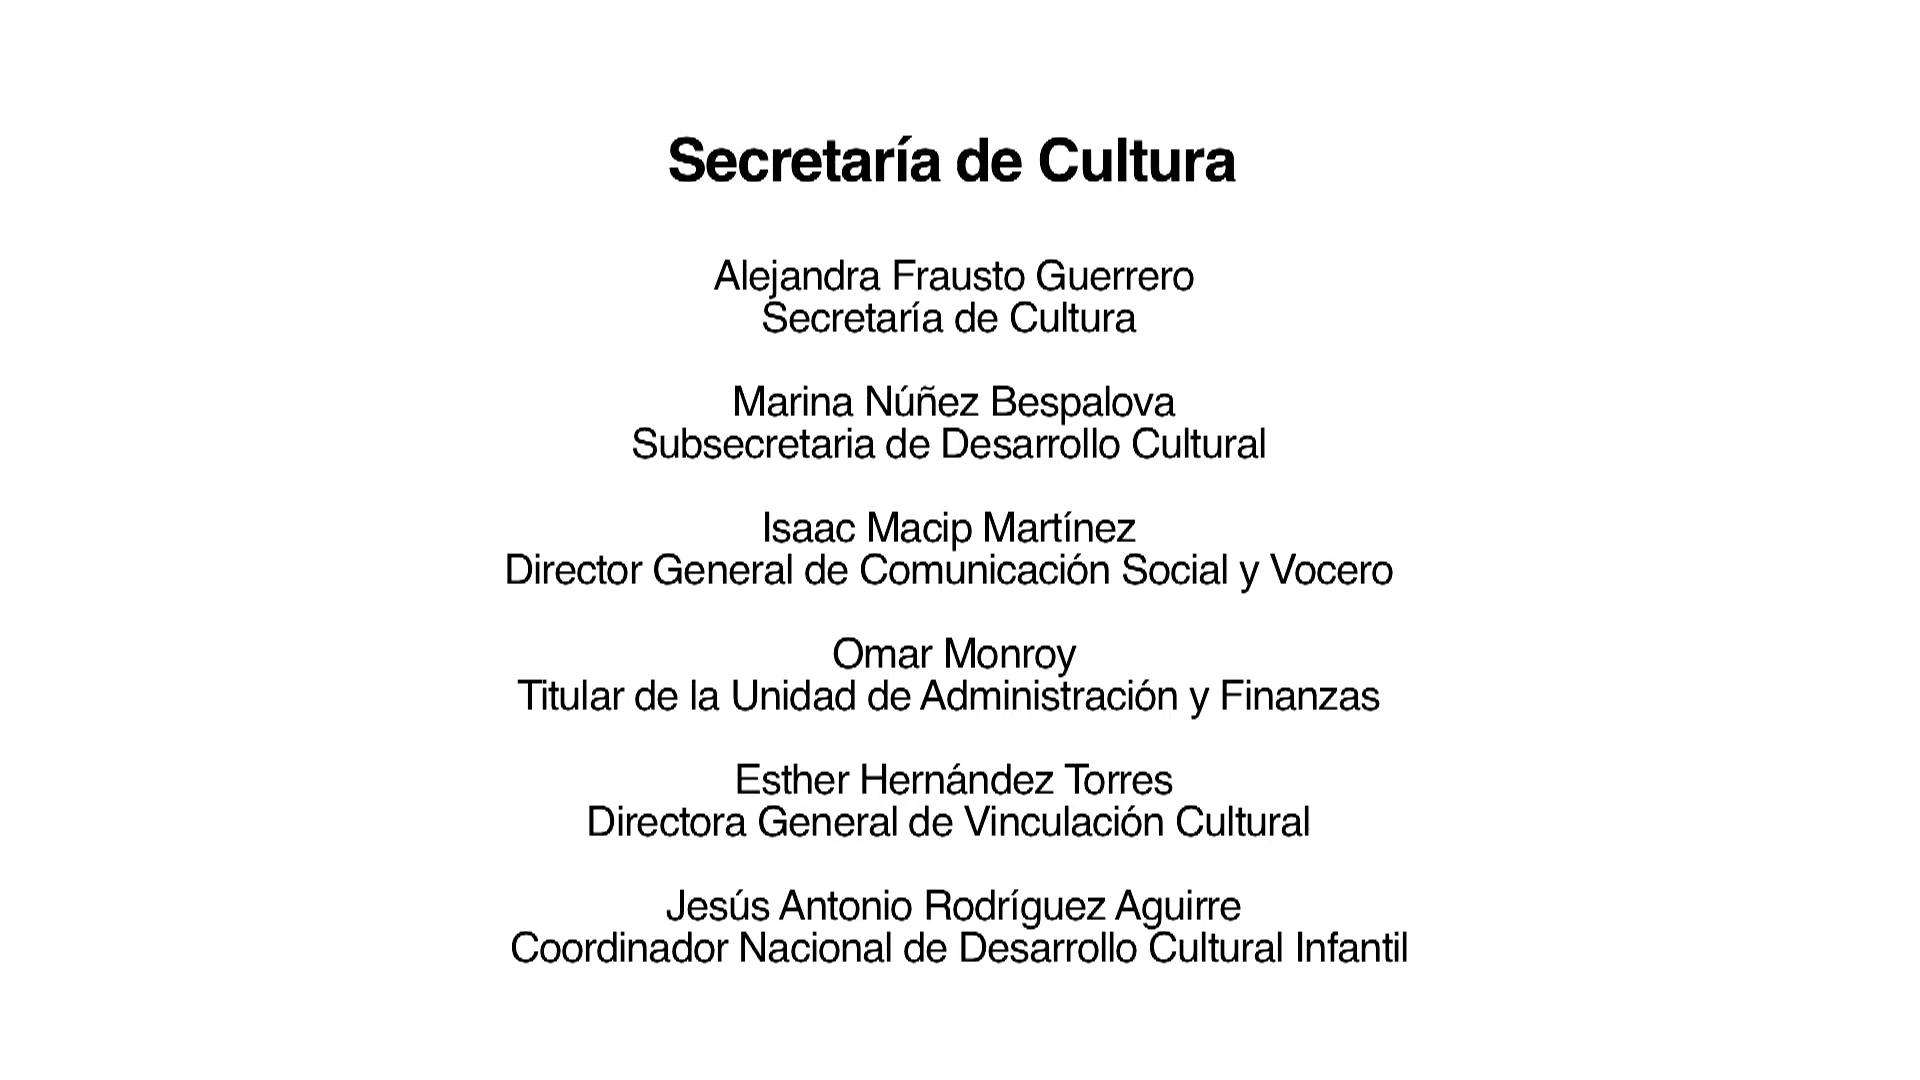 Secretaría de Cultura
Alejandra Frausto Guerrero
Secretaría de Cultura
Marina Núñez Bespalova
Subsecretaria de Desarrollo Cultural
Isaac Macip Martínez
Director General de Comunicación Social y Vocero
Omar Monroy
Titular de la Unidad de Administración y Finanzas
Esther Hernández Torres
Directora General de Vinculación Cultural
Jesús Antonio Rodríguez Aguirre
Coordinador Nacional de Desarrollo Cultural Infantil